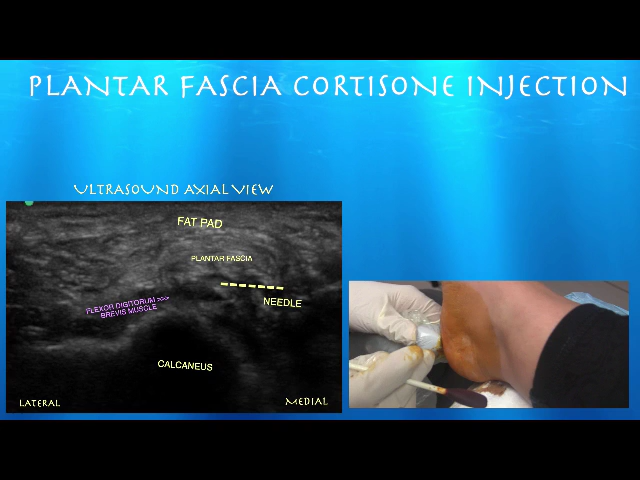 PLANTAR FASCIA CORTISONE INJECTION
ULTRASOUND AXIAL VIEW
FAT PAD
PLANTAR FASCIA
NEEDLE
FLEXOR DIGITORUM >>>
BREVIS MUSCLE
CALCANEUS
LATERAL
MEDIAL